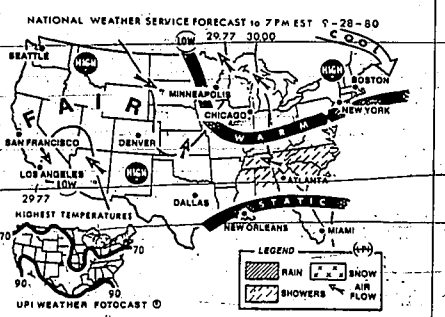 NATIONAL WEATHER SERVICE FORECAST to 7PM EST 9-28-80
LOW 29.77 30.00
COOL
SEATTLE
HIGH
HIGH
BOSTON
MINNEAPOLIS
NEW YORK
CHICAGO
FAIR
WARM
SAN FRANCISCO
DENVER
LOS ANGELES
LOW
HIGH
ATLANTA
29.77
DALLAS
STATIC
HIGHEST TEMPERATURES
NEW ORLEANS
MIAMI
70
70
90
90
LEGEND
RAIN
SNOW
SHOWERS
AIR FLOW
UPI WEATHER FOTOCAST ©